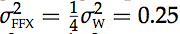 σ²_FFX = ¼σ²_W = 0.25